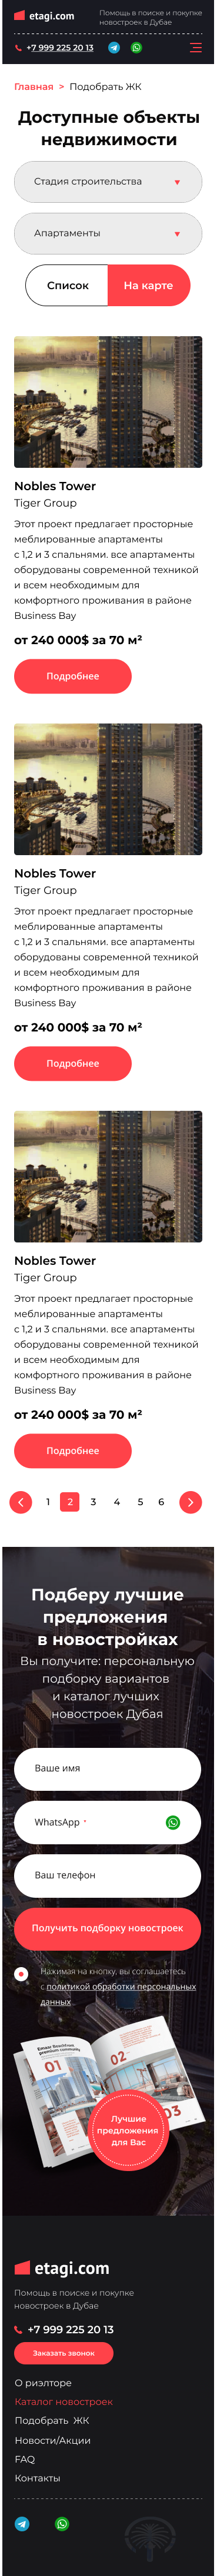 etagi.com
Помощь в поиске и покупке
новостроек в Дубае
+7 999 225 20 13
Главная > Подобрать ЖК
Доступные объекты
недвижимости
Стадия строительства
Апартаменты
Список На карте
Nobles Tower
Tiger Group
Этот проект предлагает просторные
меблированные апартаменты
с 1,2 и 3 спальнями. все апартаменты
оборудованы современной техникой
и всем необходимым для
комфортного проживания в районе
Business Bay
от 240 000$ за 70 м²
Подробнее
Nobles Tower
Tiger Group
Этот проект предлагает просторные
меблированные апартаменты
с 1,2 и 3 спальнями. все апартаменты
оборудованы современной техникой
и всем необходимым для
комфортного проживания в районе
Business Bay
от 240 000$ за 70 м²
Подробнее
Nobles Tower
Tiger Group
Этот проект предлагает просторные
меблированные апартаменты
с 1,2 и 3 спальнями. все апартаменты
оборудованы современной техникой
и всем необходимым для
комфортного проживания в районе
Business Bay
от 240 000$ за 70 м²
Подробнее
1 2 3 4 5 6
Подберу лучшие
предложения
в новостройках
Вы получите: персональную
подборку вариантов
и каталог лучших
новостроек Дубая
Ваше имя
WhatsApp *
Ваш телефон
Получить подборку новостроек
Нажимая на кнопку, вы соглашаетесь
с политикой обработки персональных
данных
01
02
03
Лучшие
предложения
для Вас
etagi.com
Помощь в поиске и покупке
новостроек в Дубае
+7 999 225 20 13
Заказать звонок
О риэлторе
Каталог новостроек
Подобрать ЖК
Новости/Акции
FAQ
Контакты